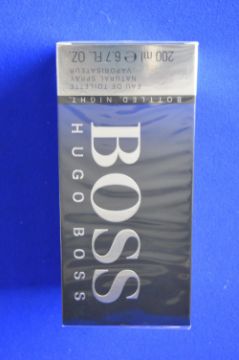 BOSS
HUGO BOSS
BOTTLED NIGHT.
EAU DE TOILETTE
NATURAL SPRAY
VAPORISATEUR
200 ml ℮ 6.7 FL. OZ.